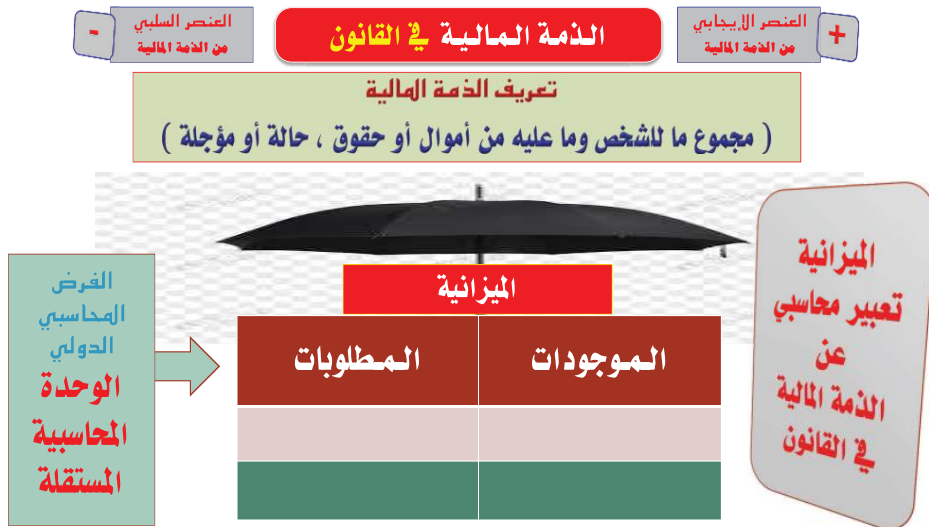 +
العنصر الإيجابي
من الذمة المالية
الذمة المالية في القانون
-
العنصر السلبي
من الذمة المالية
تعريف الذمة المالية
( مجموع ما للشخص وما عليه من أموال أو حقوق ، حالة أو مؤجلة )
الميزانية
تعبير محاسبي
عن
الذمة المالية
في القانون
الميزانية
الموجودات
المطلوبات
الفرض
المحاسبي
الدولي
الوحدة
المحاسبية
المستقلة